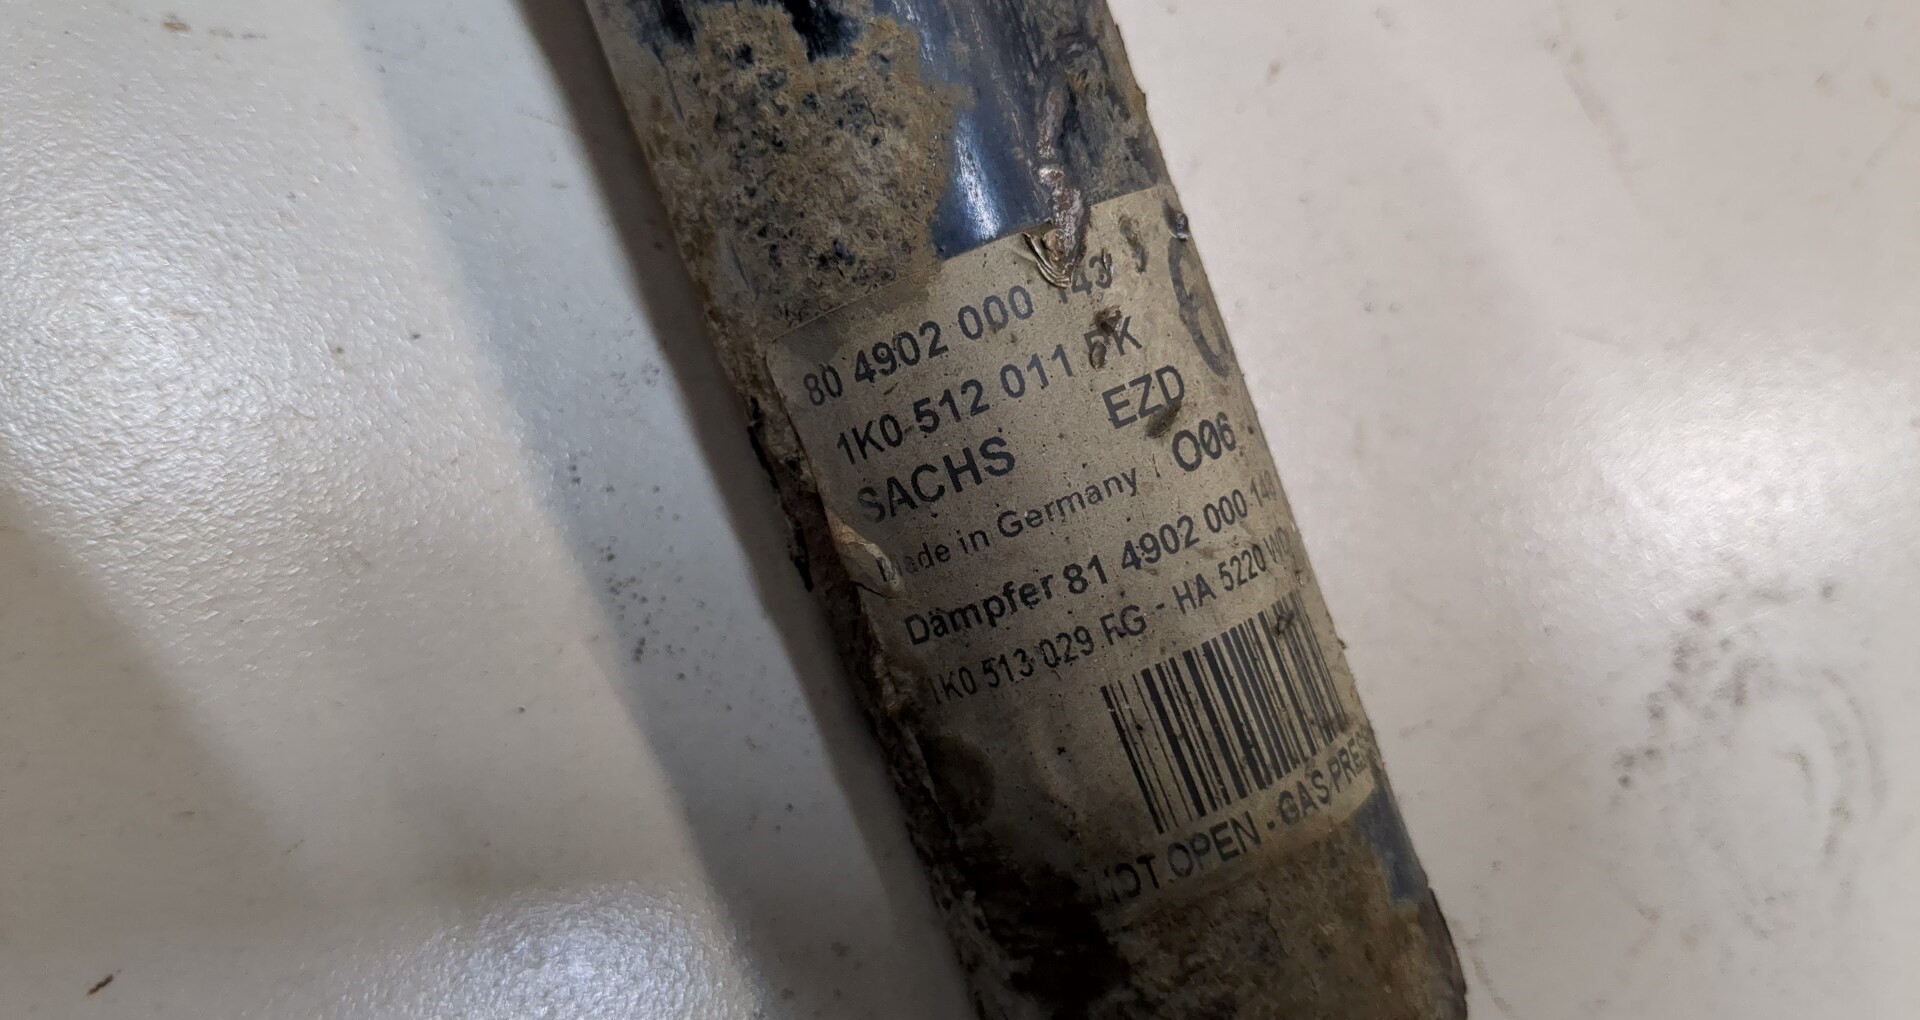 80 4902 000 143
1K0 512 011
SACHS EZD
Made in Germany O06
Dämpfer 81 4902 000
1K0 513 029 - HA 5220
NOT OPEN - GAS